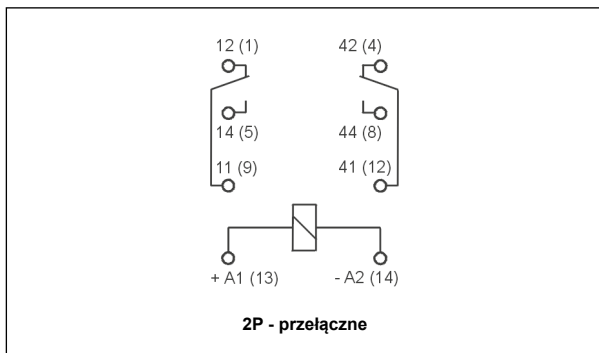 12 (1) 42 (4)
14 (5) 44 (8)
11 (9) 41 (12)
+ A1 (13) - A2 (14)
2P - przełączne